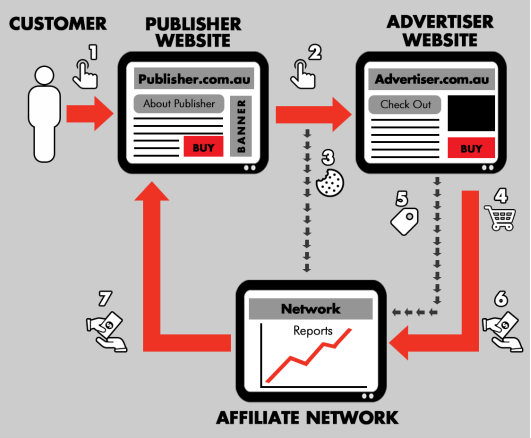 CUSTOMER
PUBLISHER
WEBSITE
ADVERTISER
WEBSITE
1
2
Publisher.com.au
About Publisher
BANNER
BUY
Advertiser.com.au
Check Out
BUY
3
4
5
6
7
Network
Reports
AFFILIATE NETWORK